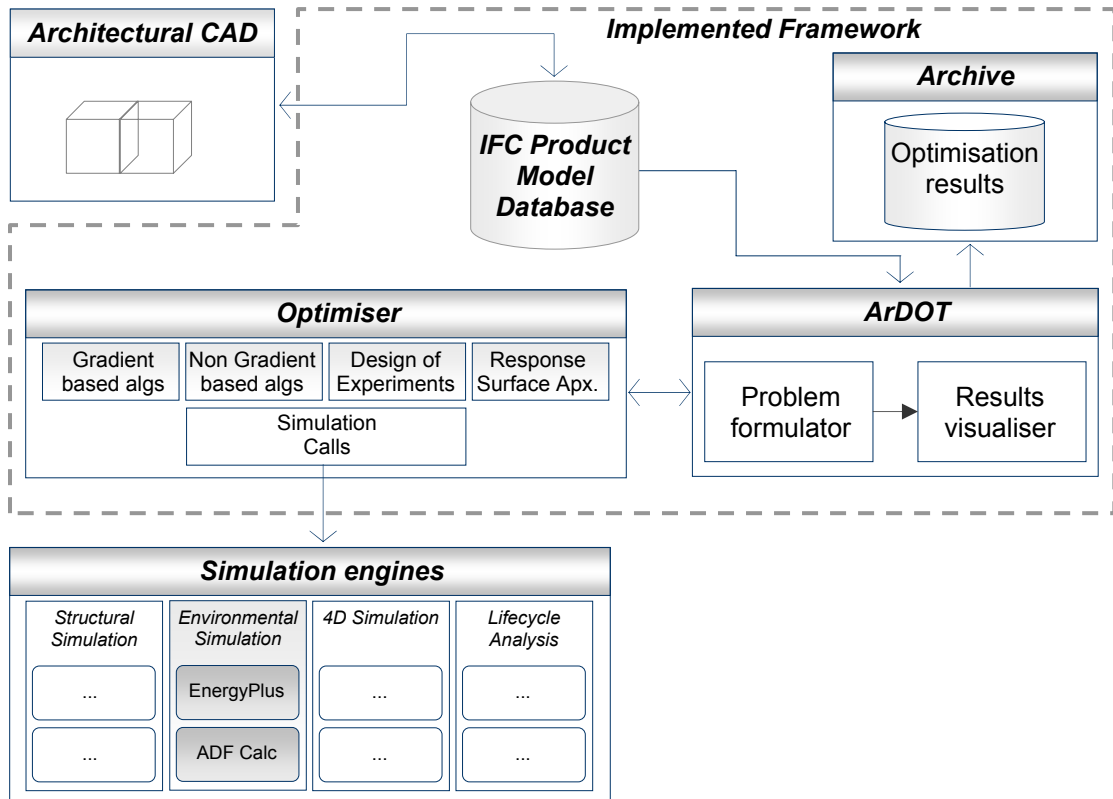 Architectural CAD
Implemented Framework
IFC Product
Model
Database
Archive
Optimisation
results
Optimiser
Gradient
based algs
Non Gradient
based algs
Design of
Experiments
Response
Surface Apx.
Simulation
Calls
ArDOT
Problem
formulator
Results
visualiser
Simulation engines
Structural
Simulation
...
...
Environmental
Simulation
EnergyPlus
ADF Calc
4D Simulation
...
...
Lifecycle
Analysis
...
...